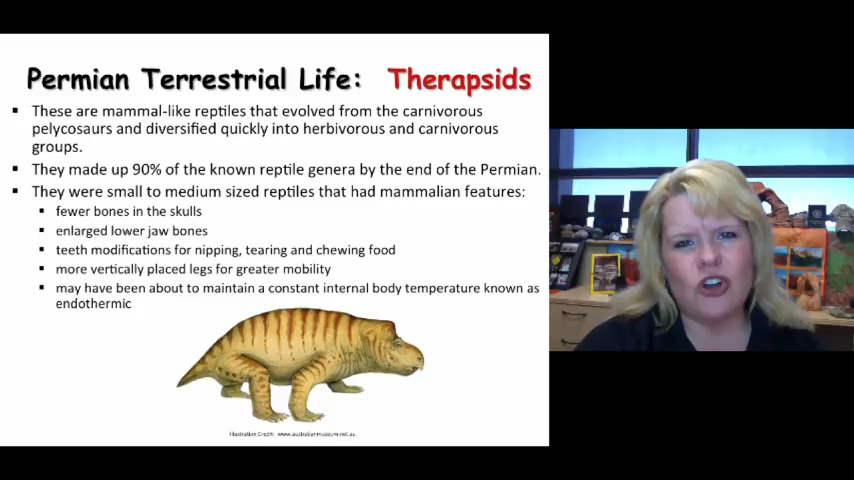 Permian Terrestrial Life: Therapsids
These are mammal-like reptiles that evolved from the carnivorous
pelycosaurs and diversified quickly into herbivorous and carnivorous
groups.
They made up 90% of the known reptile genera by the end of the Permian.
They were small to medium sized reptiles that had mammalian features:
fewer bones in the skulls
enlarged lower jaw bones
teeth modifications for nipping, tearing and chewing food
more vertically placed legs for greater mobility
may have been about to maintain a constant internal body temperature known as
endothermic
Illustration Credit: www.australianmuseum.net.au